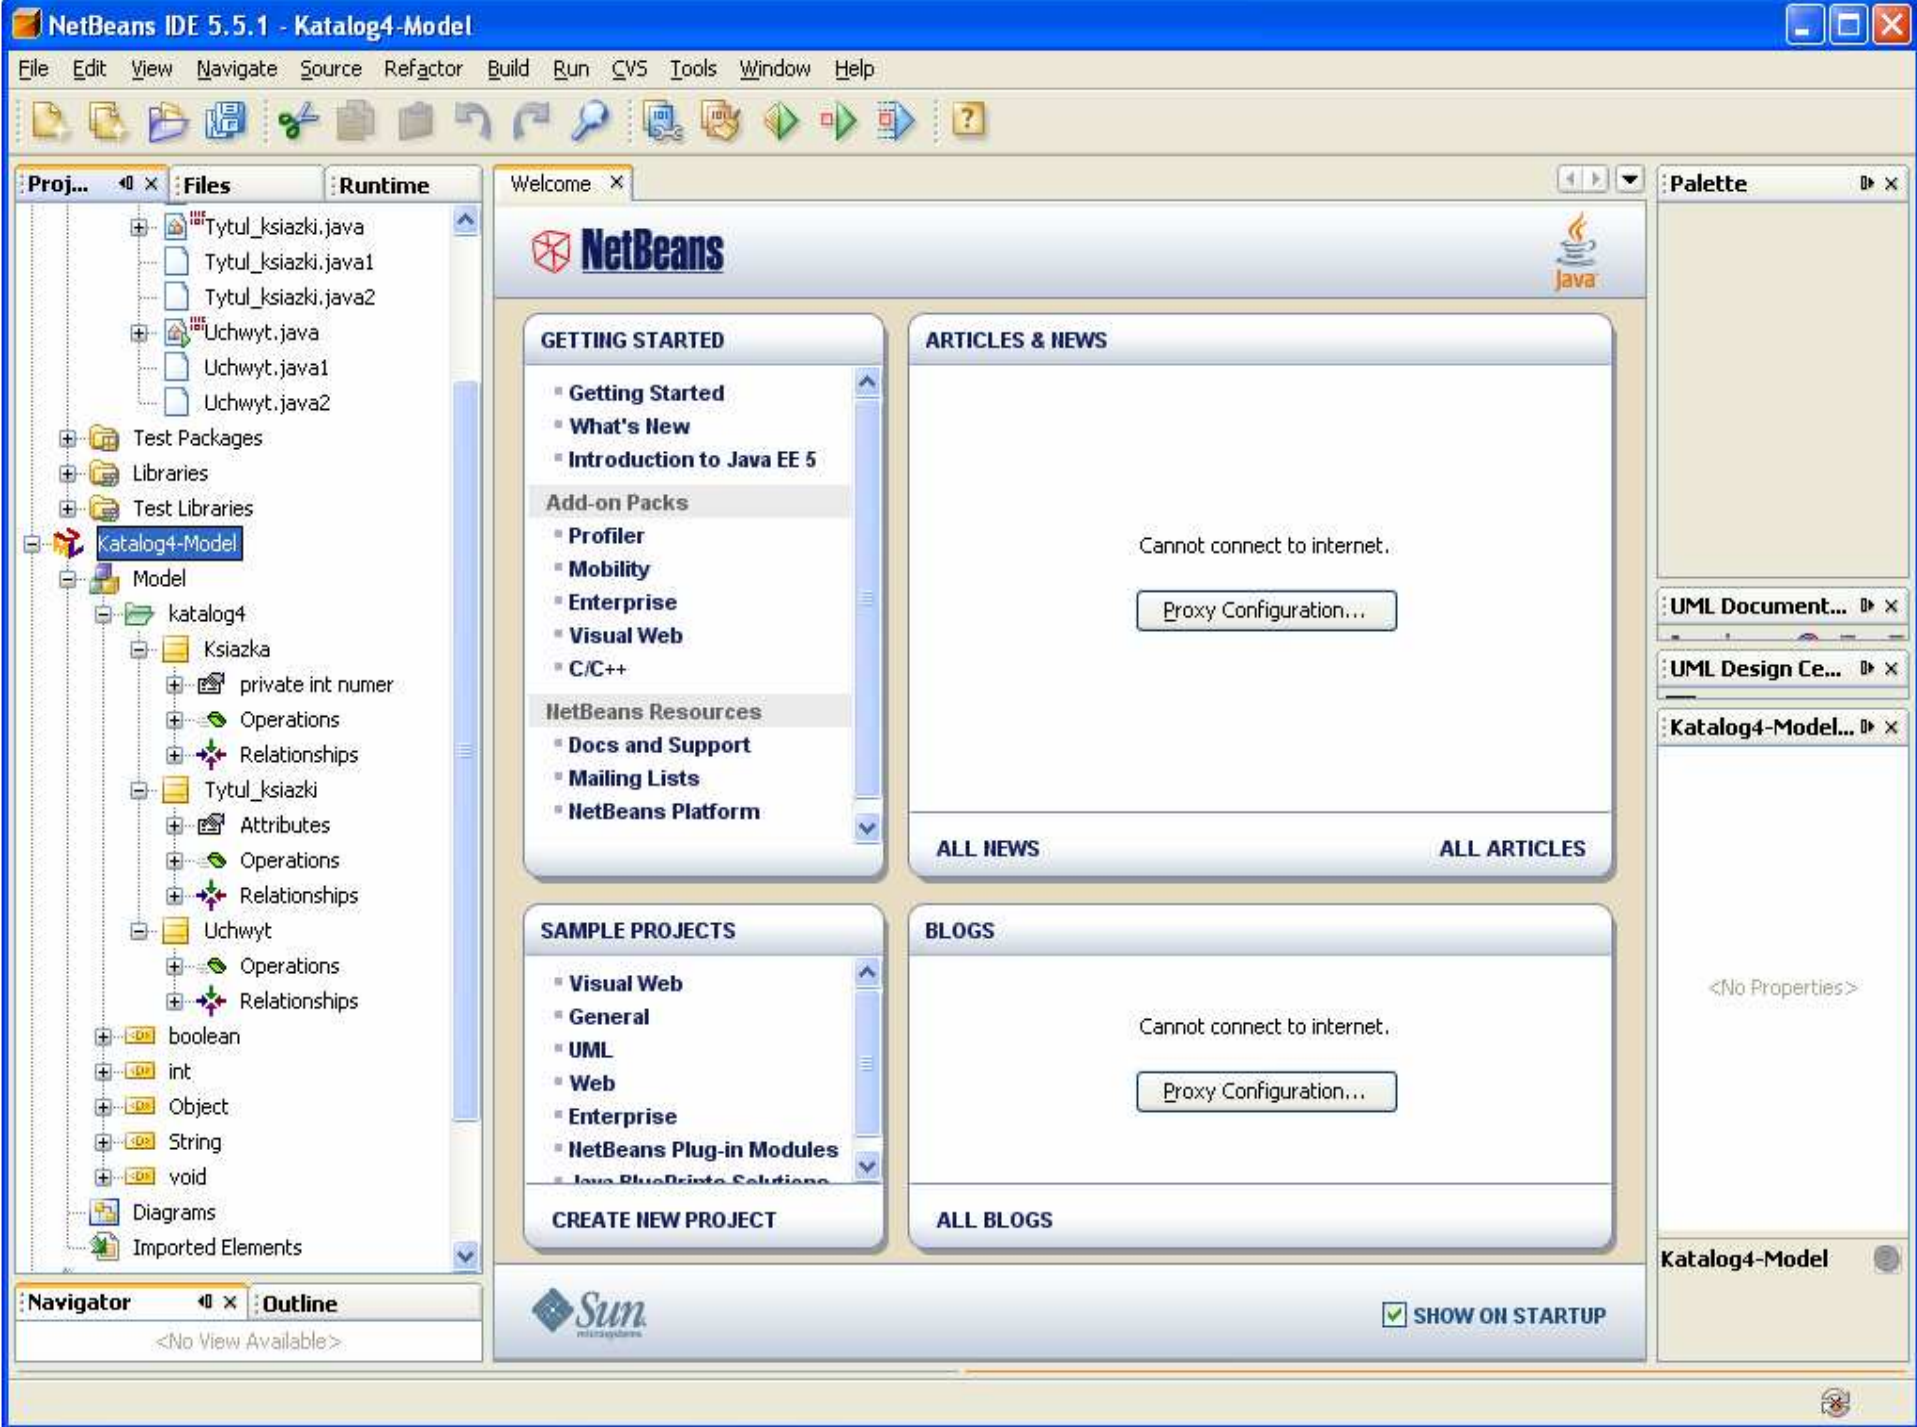 NetBeans IDE 5.5.1 - Katalog4-Model
File Edit View Navigate Source Refactor Build Run CVS Tools Window Help
Proj... Files Runtime
Tytul_ksiazki.java
Tytul_ksiazki.java1
Tytul_ksiazki.java2
Uchwyt.java
Uchwyt.java1
Uchwyt.java2
Test Packages
Libraries
Test Libraries
Katalog4-Model
Model
katalog4
Ksiazka
private int numer
Operations
Relationships
Tytul_ksiazki
Attributes
Operations
Relationships
Uchwyt
Operations
Relationships
boolean
int
Object
String
void
Diagrams
Imported Elements
Navigator Outline
<No View Available>
Welcome
NetBeans
Java
GETTING STARTED
Getting Started
What's New
Introduction to Java EE 5
Add-on Packs
Profiler
Mobility
Enterprise
Visual Web
C/C++
NetBeans Resources
Docs and Support
Mailing Lists
NetBeans Platform
ARTICLES & NEWS
Cannot connect to internet.
Proxy Configuration...
ALL NEWS ALL ARTICLES
SAMPLE PROJECTS
Visual Web
General
UML
Web
Enterprise
NetBeans Plug-in Modules
Java BluePrints Solutions
CREATE NEW PROJECT
BLOGS
Cannot connect to internet.
Proxy Configuration...
ALL BLOGS
Sun
microsystems
SHOW ON STARTUP
Palette
UML Document...
UML Design Ce...
Katalog4-Model...
<No Properties>
Katalog4-Model